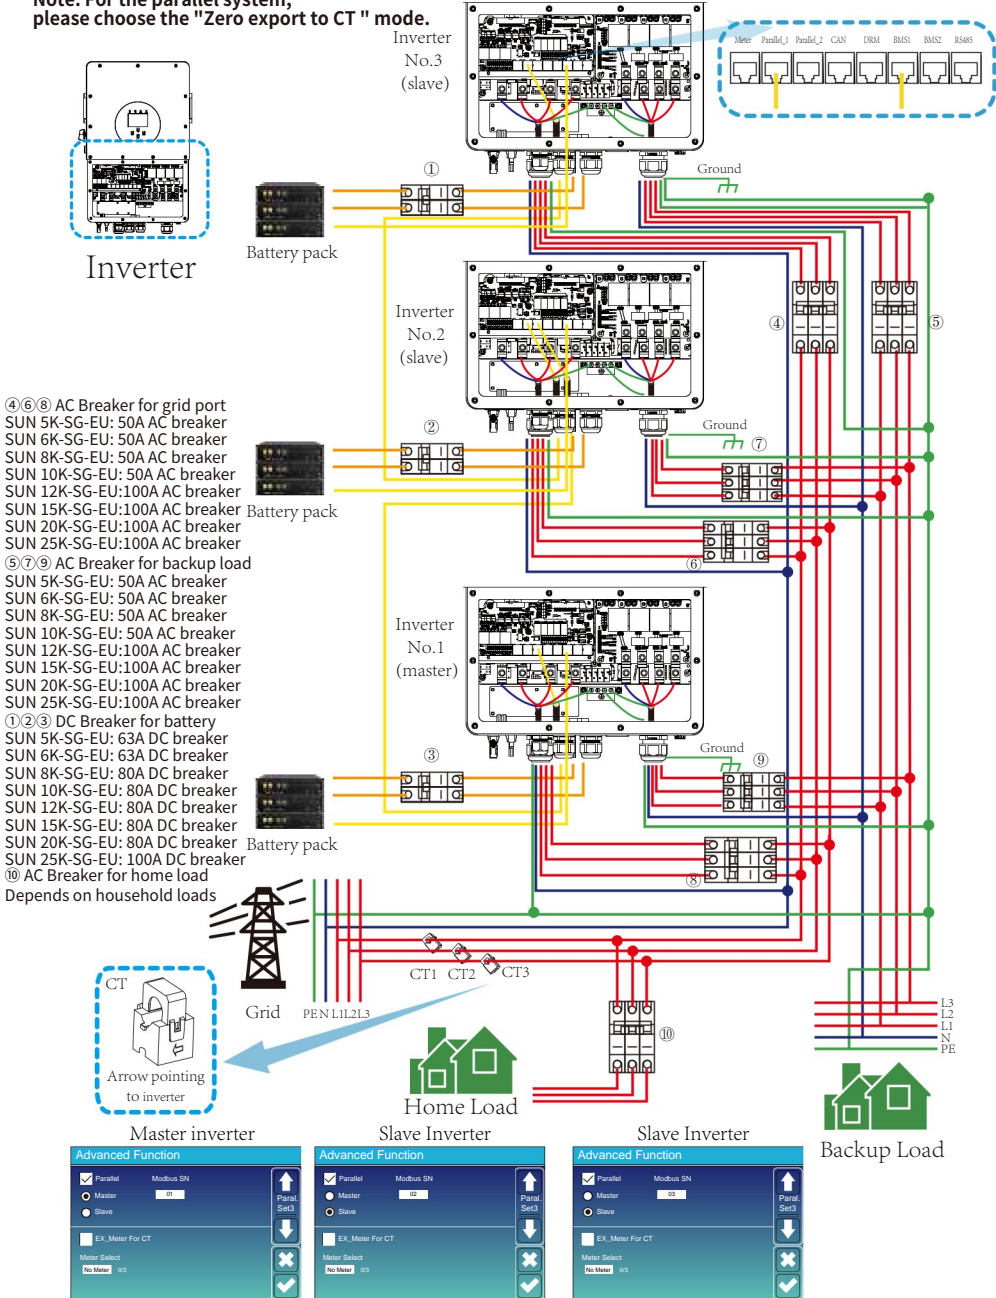 Note: For the parallel system,
please choose the "Zero export to CT " mode.
Inverter
No.3
(slave)
Meter Parallel_1 Parallel_2 CAN DRM BMS1 BMS2 RS485
①
Ground
Battery pack
Inverter
Inverter
No.2
(slave)
④
⑤
④⑥⑧ AC Breaker for grid port
SUN 5K-SG-EU: 50A AC breaker
SUN 6K-SG-EU: 50A AC breaker
SUN 8K-SG-EU: 50A AC breaker
SUN 10K-SG-EU: 50A AC breaker
SUN 12K-SG-EU:100A AC breaker
SUN 15K-SG-EU:100A AC breaker
SUN 20K-SG-EU:100A AC breaker
SUN 25K-SG-EU:100A AC breaker
⑤⑦⑨ AC Breaker for backup load
SUN 5K-SG-EU: 50A AC breaker
SUN 6K-SG-EU: 50A AC breaker
SUN 8K-SG-EU: 50A AC breaker
SUN 10K-SG-EU: 50A AC breaker
SUN 12K-SG-EU:100A AC breaker
SUN 15K-SG-EU:100A AC breaker
SUN 20K-SG-EU:100A AC breaker
SUN 25K-SG-EU:100A AC breaker
①②③ DC Breaker for battery
SUN 5K-SG-EU: 63A DC breaker
SUN 6K-SG-EU: 63A DC breaker
SUN 8K-SG-EU: 80A DC breaker
SUN 10K-SG-EU: 80A DC breaker
SUN 12K-SG-EU: 80A DC breaker
SUN 15K-SG-EU: 80A DC breaker
SUN 20K-SG-EU: 80A DC breaker
SUN 25K-SG-EU: 100A DC breaker
⑩ AC Breaker for home load
Depends on household loads
②
Ground
⑦
Battery pack
⑥
Inverter
No.1
(master)
③
Ground
⑨
Battery pack
⑧
CT1 CT2 CT3
CT
Grid
PE N L1 L2 L3
⑩
L3
L2
L1
N
PE
Arrow pointing
to inverter
Home Load
Backup Load
Master inverter
Advanced Function
Parallel Modbus SN
Master 01
Slave
Paral.
Set3
EX_Meter For CT
Meter Select
No Meter 0/3
Slave Inverter
Advanced Function
Parallel Modbus SN
Master 02
Slave
Paral.
Set3
EX_Meter For CT
Meter Select
No Meter 0/3
Slave Inverter
Advanced Function
Parallel Modbus SN
Master 03
Slave
Paral.
Set3
EX_Meter For CT
Meter Select
No Meter 0/3